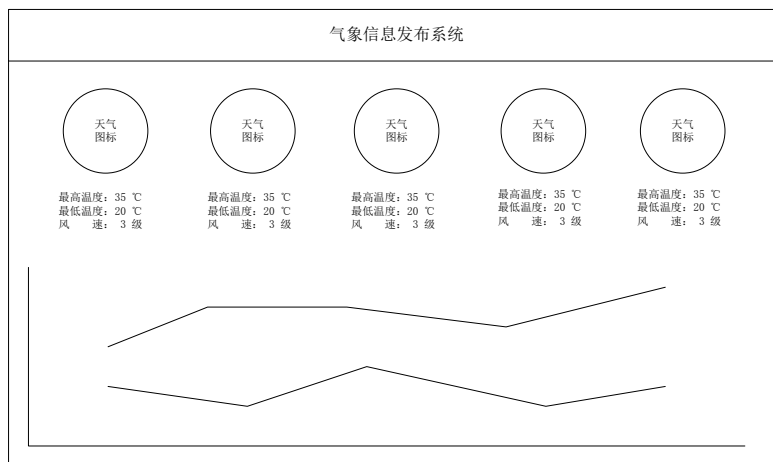 气象信息发布系统
天气
图标
天气
图标
天气
图标
天气
图标
天气
图标
最高温度：35 ℃
最低温度：20 ℃
风　　速： 3 级
最高温度：35 ℃
最低温度：20 ℃
风　　速： 3 级
最高温度：35 ℃
最低温度：20 ℃
风　　速： 3 级
最高温度：35 ℃
最低温度：20 ℃
风　　速： 3 级
最高温度：35 ℃
最低温度：20 ℃
风　　速： 3 级